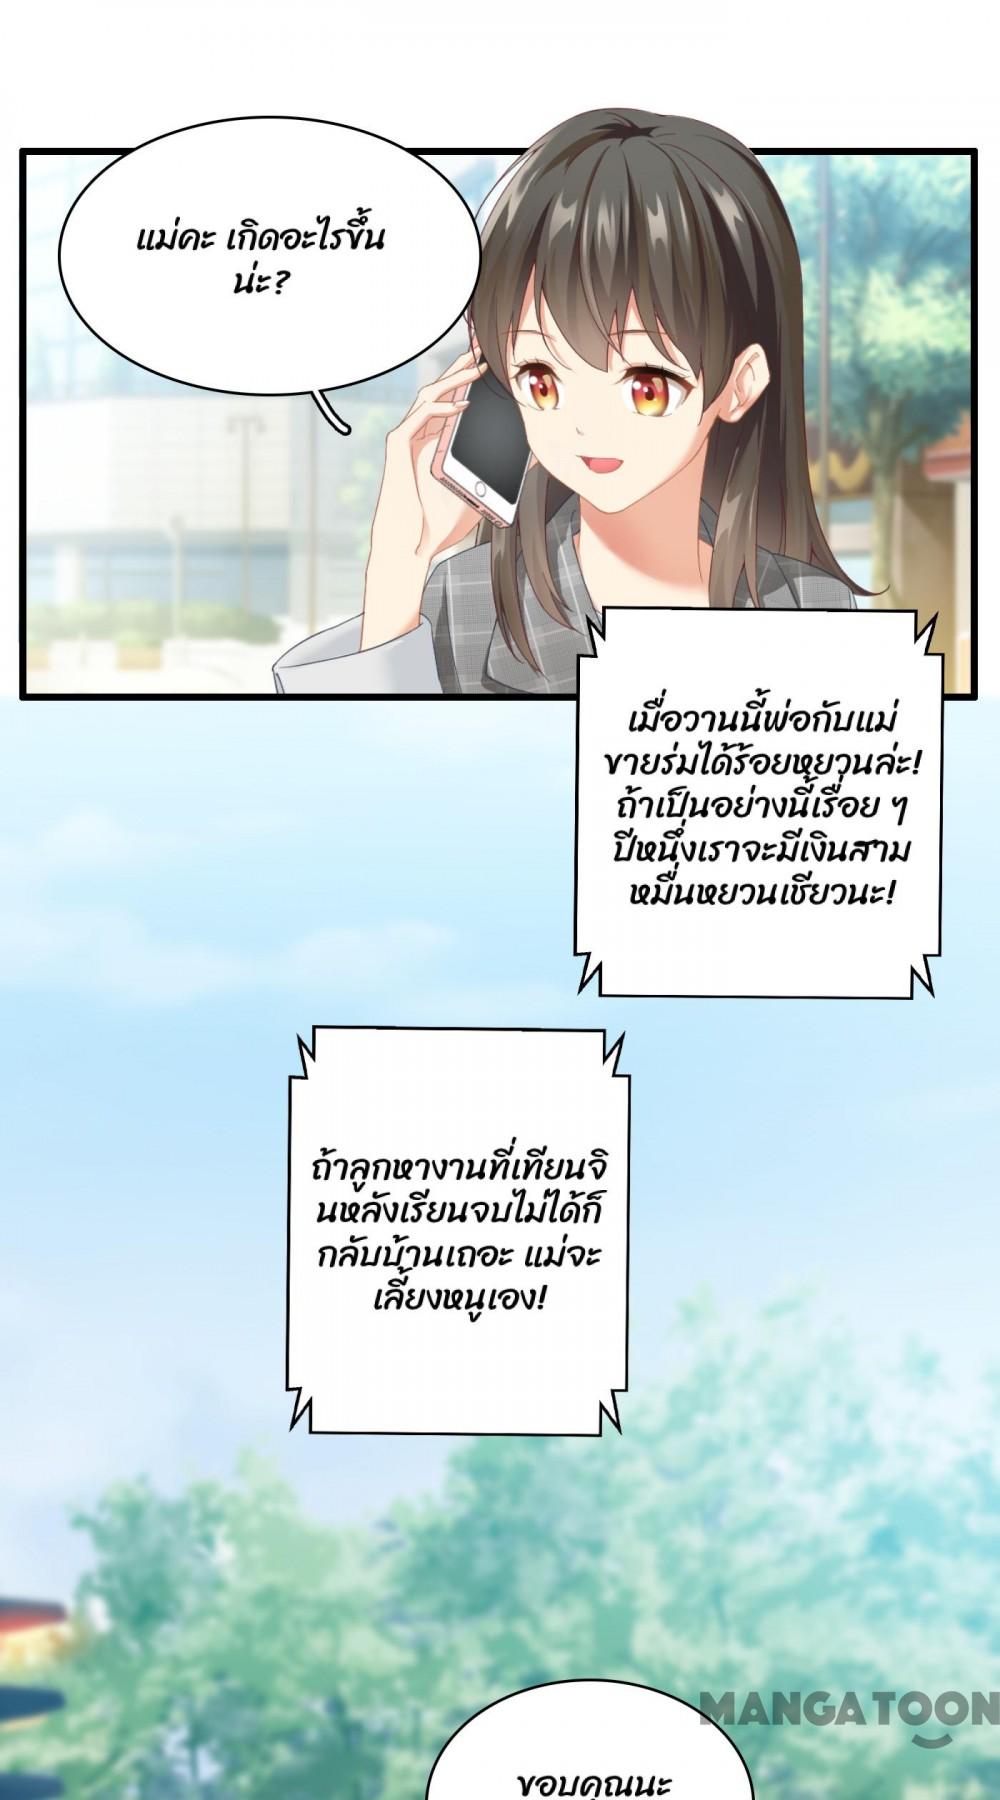 แม่คะ เกิดอะไรขึ้น
น่ะ?
เมื่อวานนี้พ่อกับแม่
ขายร่มได้ร้อยหยวนล่ะ!
ถ้าเป็นอย่างนี้เรื่อย ๆ
ปีหนึ่งเราจะมีเงินสาม
หมื่นหยวนเชียวนะ!
ถ้าลูกหางานที่เทียนจิ
นหลังเรียนจบไม่ได้ก็
กลับบ้านเถอะ แม่จะ
เลี้ยงหนูเอง!
MANGATOON
ขอบคุณนะ